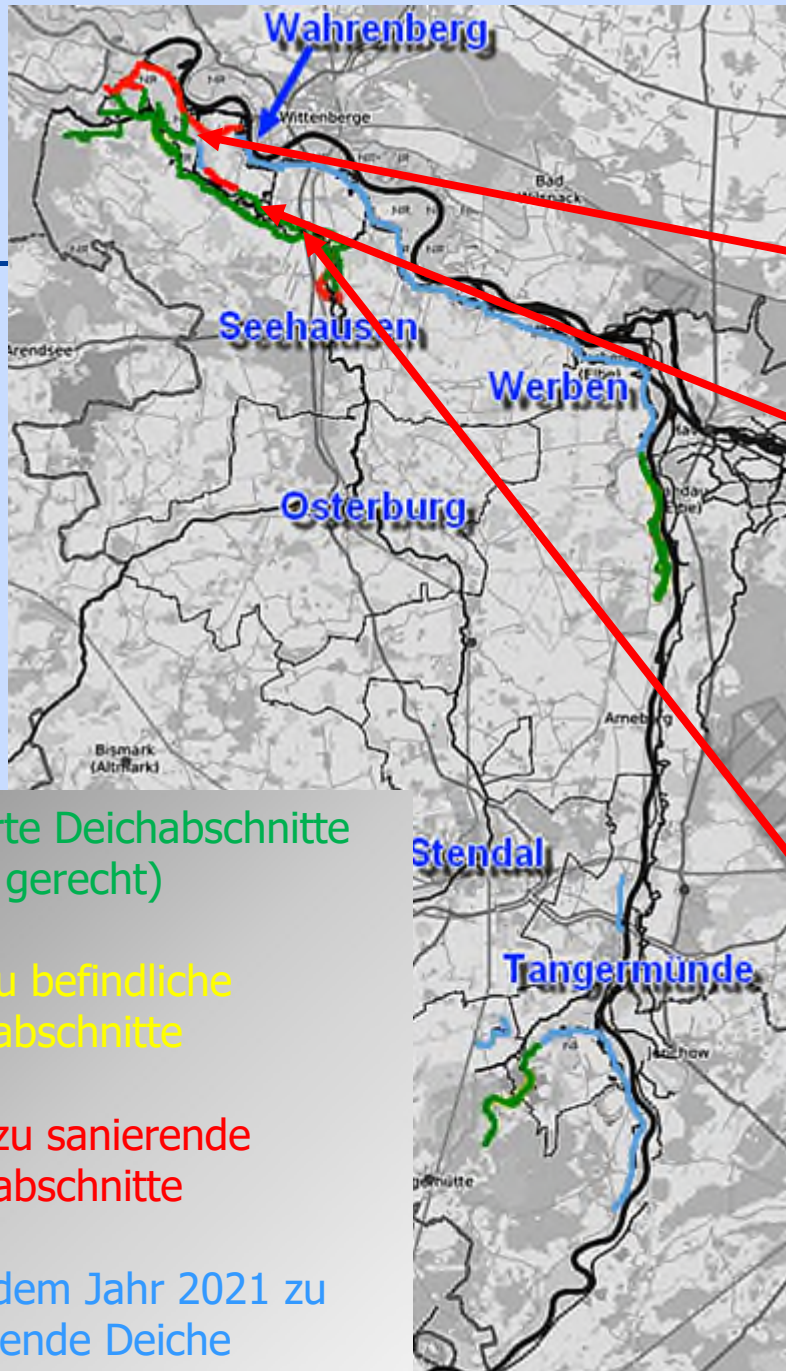 Wahrenberg
Wittenberge
Bad
Wilsnack
Seehausen
Arendsee
Werben
(Elbe)
Osterburg
(Elbe)
Arneburg
Bismark
(Altmark)
Stendal
Tangermünde
Jerichow
rte Deichabschnitte
gerecht)
u befindliche
abschnitte
zu sanierende
abschnitte
dem Jahr 2021 zu
ende Deiche